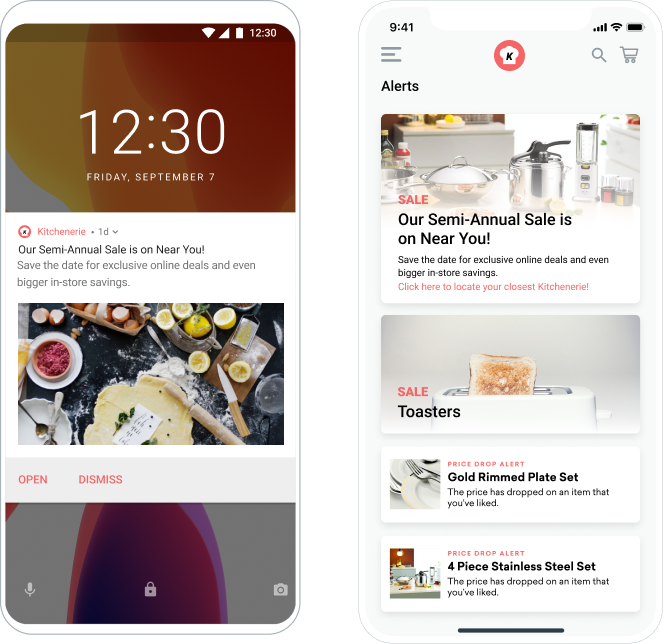 12:30
12:30
FRIDAY, SEPTEMBER 7
K
Kitchenerie • 1d
Our Semi-Annual Sale is on Near You!
Save the date for exclusive online deals and even
bigger in-store savings.
OPEN DISMISS
9:41
K
Alerts
SALE
Our Semi-Annual Sale is
on Near You!
Save the date for exclusive online deals and even
bigger in-store savings.
Click here to locate your closest Kitchenerie!
SALE
Toasters
PRICE DROP ALERT
Gold Rimmed Plate Set
The price has dropped on an item that
you've liked.
PRICE DROP ALERT
4 Piece Stainless Steel Set
The price has dropped on an item that
you've liked.